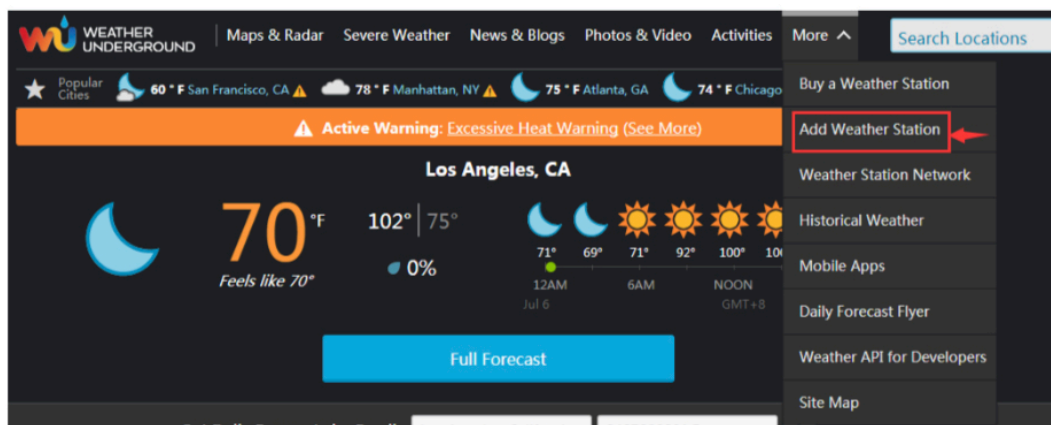 WEATHER UNDERGROUND
Maps & Radar Severe Weather News & Blogs Photos & Video Activities More Search Locations
Popular Cities 60 ° F San Francisco, CA 78 ° F Manhattan, NY 75 ° F Atlanta, GA 74 ° F Chicago
Active Warning: Excessive Heat Warning (See More)
Los Angeles, CA
70 °F
Feels like 70°
102° | 75°
0%
71° 69° 71° 92° 100°
12AM 6AM NOON
Jul 6 GMT+8
Full Forecast
Buy a Weather Station
Add Weather Station
Weather Station Network
Historical Weather
Mobile Apps
Daily Forecast Flyer
Weather API for Developers
Site Map